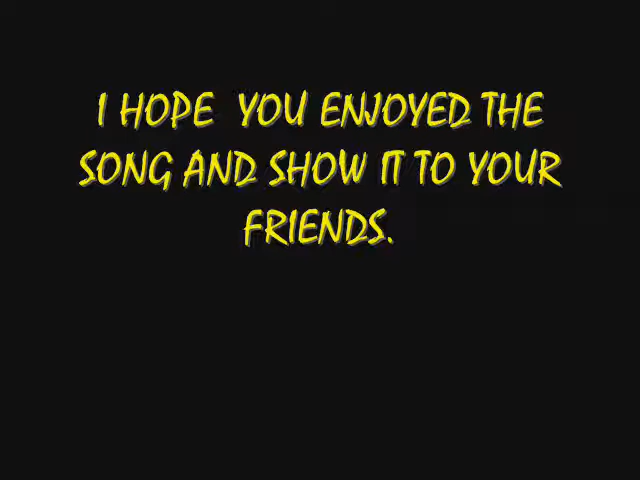 I HOPE  YOU ENJOYED THE
SONG AND SHOW IT TO YOUR
FRIENDS.